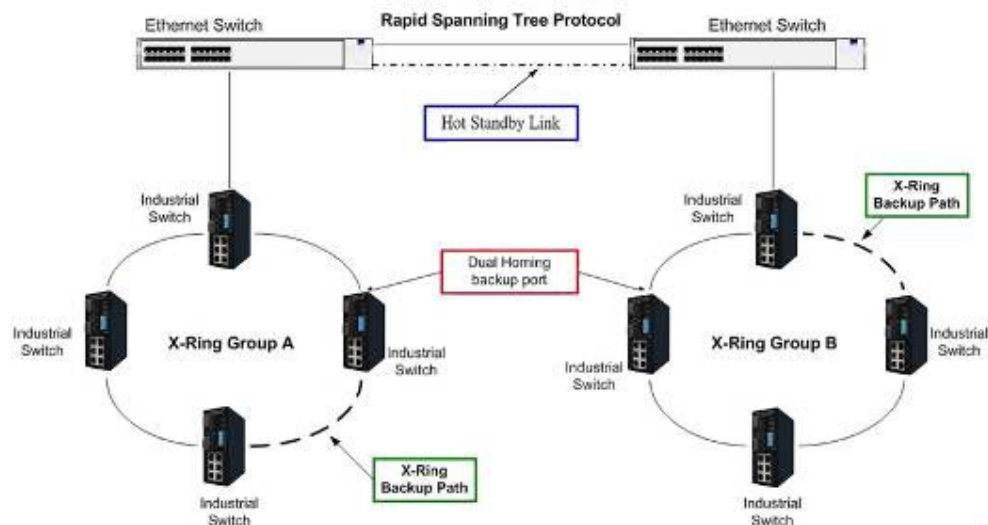 Rapid Spanning Tree Protocol
Ethernet Switch
Ethernet Switch
Hot Standby Link
Industrial
Switch
Industrial
Switch
X-Ring
Backup Path
Dual Homing
backup port
Industrial
Switch
X-Ring Group A
Industrial
Switch
Industrial
Switch
X-Ring Group B
Industrial
Switch
X-Ring
Backup Path
Industrial
Switch
Industrial
Switch